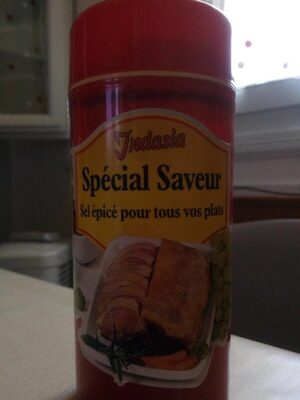 Indasia
Spécial Saveur
Sel épicé pour tous vos plats